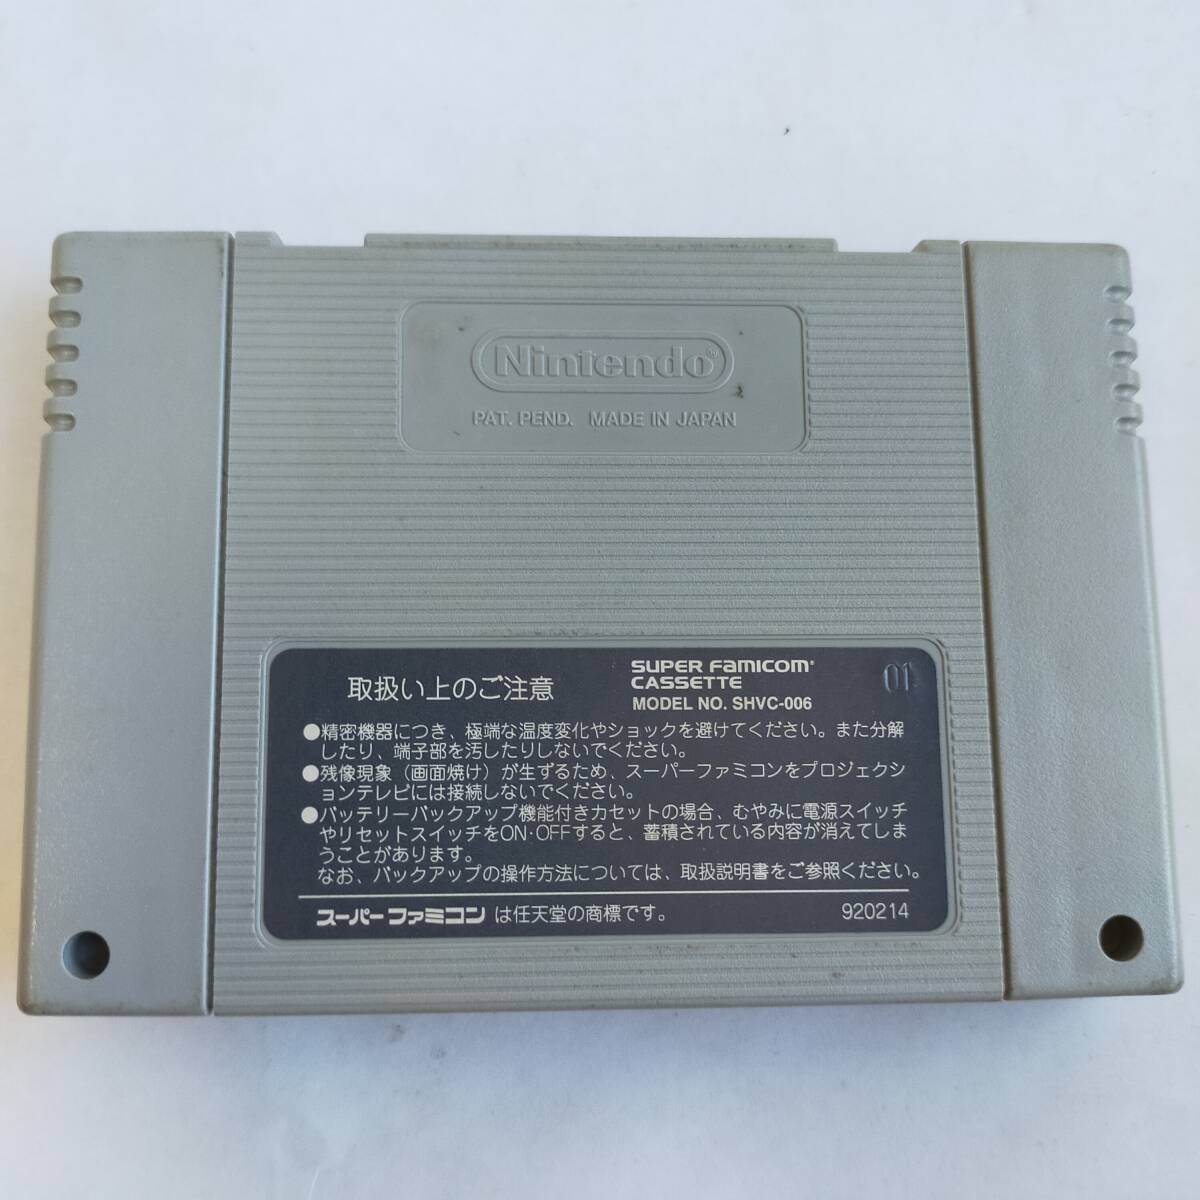 Nintendo
PAT. PEND. MADE IN JAPAN
取扱い上のご注意
SUPER FAMICOM
CASSETTE
MODEL NO. SHVC-006
01
●精密機器につき、極端な温度変化やショックを避けてください。また分解
したり、端子部を汚したりしないでください。
●残像現象(画面焼け)が生ずるため、スーパーファミコンをプロジェクシ
ョンテレビには接続しないでください。
●バッテリーバックアップ機能付きカセットの場合、むやみに電源スイッチ
やリセットスイッチをON・OFFすると、蓄積されている内容が消えてしま
うことがあります。
なお、バックアップの操作方法については、取扱説明書をご参照ください。
スーパーファミコン は任天堂の商標です。
920214